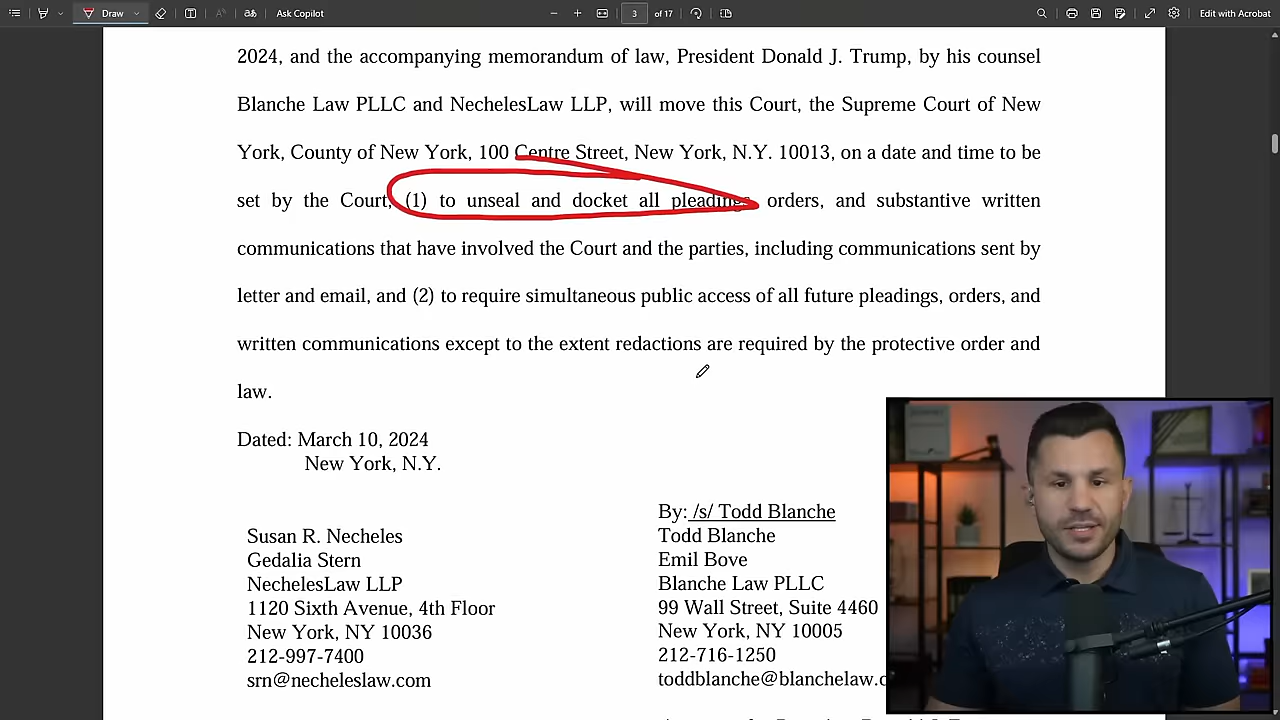 Draw
Ask Copilot
3 of 17
Edit with Acrobat
2024, and the accompanying memorandum of law, President Donald J. Trump, by his counsel
Blanche Law PLLC and NechelesLaw LLP, will move this Court, the Supreme Court of New
York, County of New York, 100 Centre Street, New York, N.Y. 10013, on a date and time to be
set by the Court, (1) to unseal and docket all pleadings, orders, and substantive written
communications that have involved the Court and the parties, including communications sent by
letter and email, and (2) to require simultaneous public access of all future pleadings, orders, and
written communications except to the extent redactions are required by the protective order and
law.
Dated: March 10, 2024
New York, N.Y.
By: /s/ Todd Blanche
Susan R. Necheles
Todd Blanche
Gedalia Stern
Emil Bove
NechelesLaw LLP
Blanche Law PLLC
1120 Sixth Avenue, 4th Floor
99 Wall Street, Suite 4460
New York, NY 10036
New York, NY 10005
212-997-7400
212-716-1250
srn@necheleslaw.com
toddblanche@blanchelaw.c